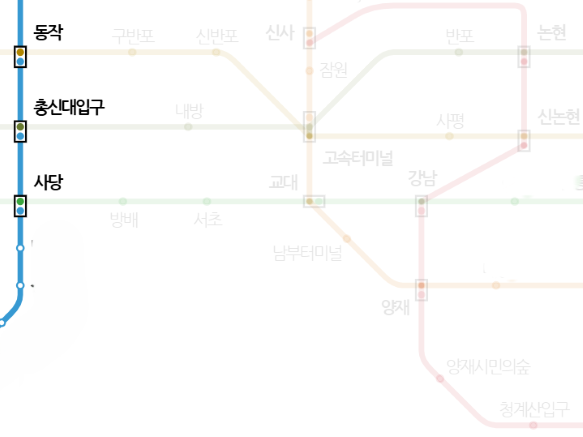 동작
구반포
신반포
신사
반포
논현
잠원
총신대입구
내방
사평
신논현
고속터미널
사당
교대
강남
방배
서초
남부터미널
양재
양재시민의숲
청계산입구